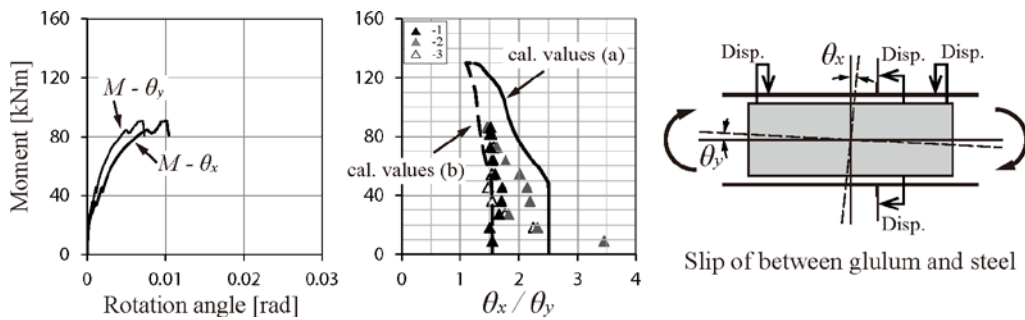 Moment [kNm]
160
120
80
40
0
M - θy
M - θx
0
0.01
0.02
0.03
Rotation angle [rad]
160
120
80
40
0
-1
-2
-3
cal. values (a)
cal. values (b)
0
1
2
3
4
θx / θy
Disp.
θx
Disp.
Disp.
θy
Disp.
Slip of between glulum and steel